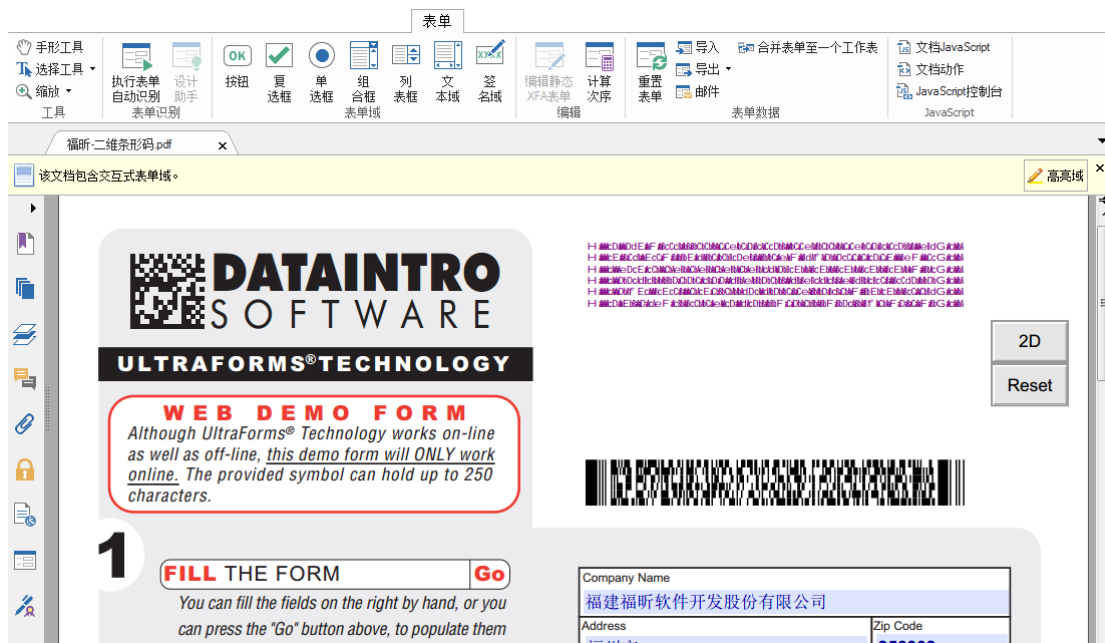 表单
手形工具
选择工具
缩放
工具
执行表单
自动识别
设计
助手
表单识别
OK
按钮
复
选框
单
选框
组
合框
列
表框
文
本域
签
名域
表单域
编辑静态
XFA表单
计算
次序
编辑
重置
表单
导入
导出
邮件
合并表单至一个工作表
表单数据
文档JavaScript
文档动作
JavaScript控制台
JavaScript
福昕-二维条形码.pdf
x
该文档包含交互式表单域。
高亮域
DATAINTRO
SOFTWARE
ULTRAFORMS®TECHNOLOGY
WEB DEMO FORM
Although UltraForms® Technology works on-line
as well as off-line, this demo form will ONLY work
online. The provided symbol can hold up to 250
characters.
2D
Reset
1
FILL THE FORM Go
You can fill the fields on the right by hand, or you
can press the "Go" button above, to populate them
Company Name
福建福昕软件开发股份有限公司
Address
Zip Code